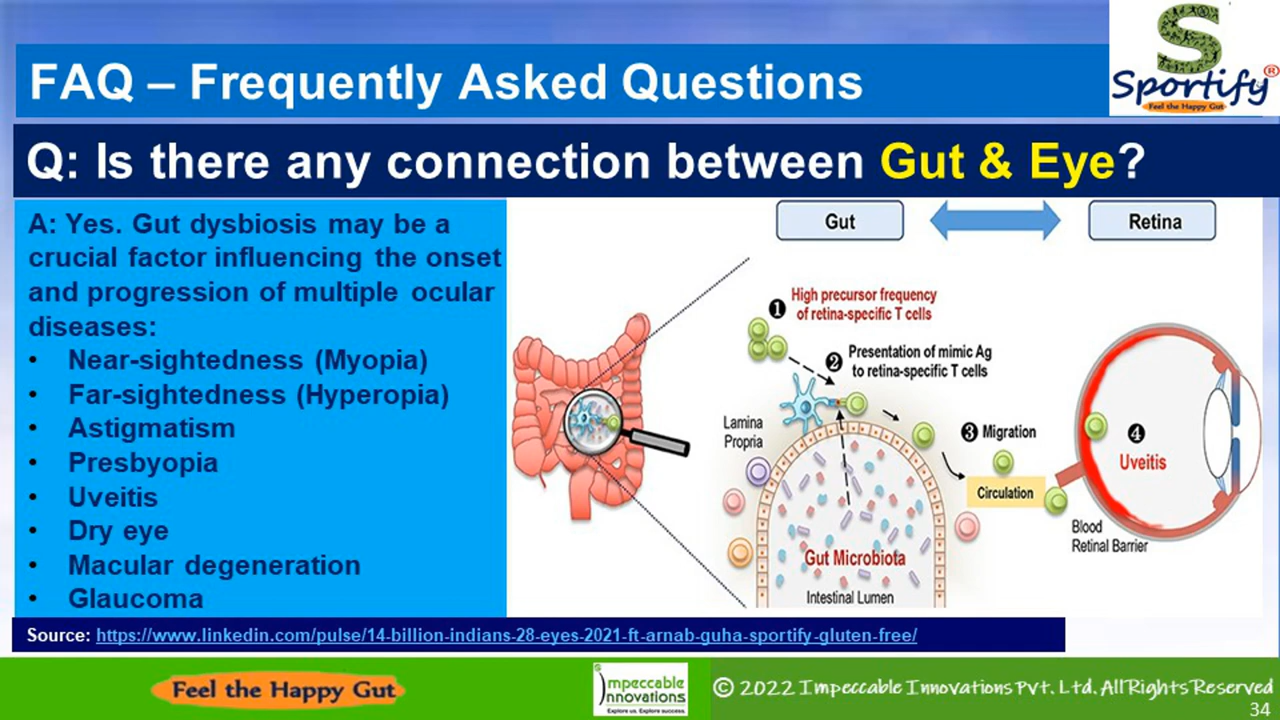 FAQ – Frequently Asked Questions
S
Sportify®
Feel the Happy Gut
Q: Is there any connection between Gut & Eye?
A: Yes. Gut dysbiosis may be a
crucial factor influencing the onset
and progression of multiple ocular
diseases:
• Near-sightedness (Myopia)
• Far-sightedness (Hyperopia)
• Astigmatism
• Presbyopia
• Uveitis
• Dry eye
• Macular degeneration
• Glaucoma
Gut
Retina
❶ High precursor frequency
of retina-specific T cells
❷ Presentation of mimic Ag
to retina-specific T cells
Lamina
Propria
❸ Migration
Circulation
❹
Uveitis
Blood
Retinal Barrier
Gut Microbiota
Intestinal Lumen
Source: https://www.linkedin.com/pulse/14-billion-indians-28-eyes-2021-ft-arnab-guha-sportify-gluten-free/
Feel the Happy Gut
Impeccable
Innovations
Explore us. Explore success.
© 2022 Impeccable Innovations Pvt. Ltd. All Rights Reserved
34